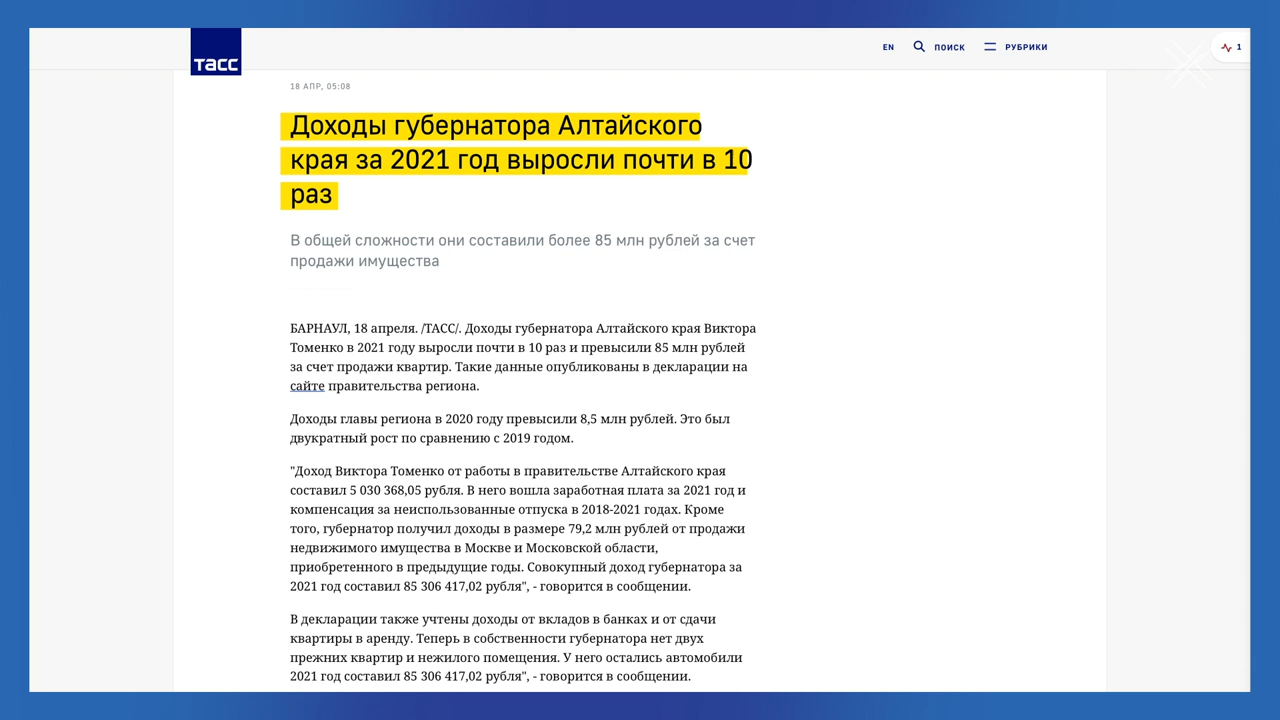 тасс
EN
ПОИСК
РУБРИКИ
1
18 АПР, 05:08
Доходы губернатора Алтайского
края за 2021 год выросли почти в 10
раз
В общей сложности они составили более 85 млн рублей за счет
продажи имущества
БАРНАУЛ, 18 апреля. /ТАСС/. Доходы губернатора Алтайского края Виктора
Томенко в 2021 году выросли почти в 10 раз и превысили 85 млн рублей
за счет продажи квартир. Такие данные опубликованы в декларации на
сайте правительства региона.
Доходы главы региона в 2020 году превысили 8,5 млн рублей. Это был
двукратный рост по сравнению с 2019 годом.
"Доход Виктора Томенко от работы в правительстве Алтайского края
составил 5 030 368,05 рубля. В него вошла заработная плата за 2021 год и
компенсация за неиспользованные отпуска в 2018-2021 годах. Кроме
того, губернатор получил доходы в размере 79,2 млн рублей от продажи
недвижимого имущества в Москве и Московской области,
приобретенного в предыдущие годы. Совокупный доход губернатора за
2021 год составил 85 306 417,02 рубля", - говорится в сообщении.
В декларации также учтены доходы от вкладов в банках и от сдачи
квартиры в аренду. Теперь в собственности губернатора нет двух
прежних квартир и нежилого помещения. У него остались автомобили
2021 год составил 85 306 417,02 рубля", - говорится в сообщении.